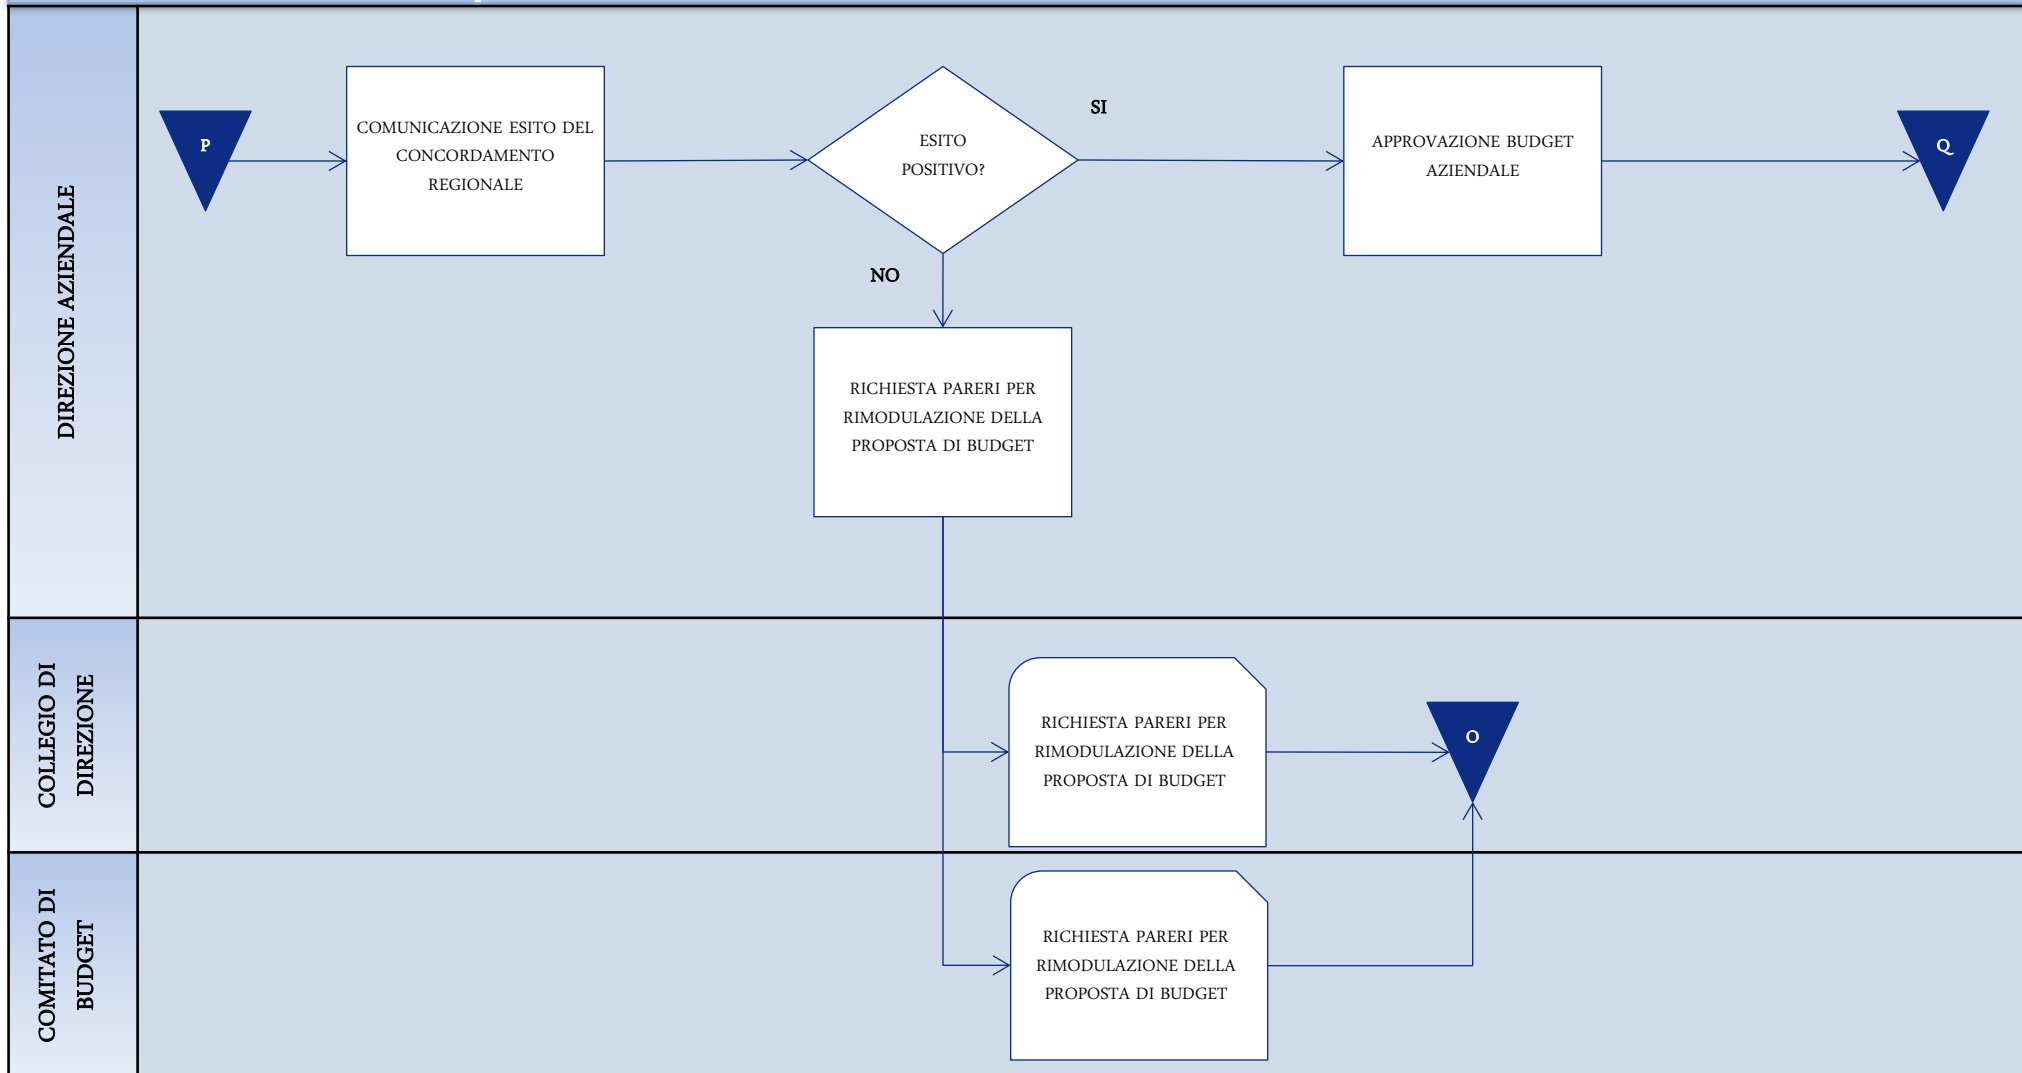 DIREZIONE AZIENDALE
P
COMUNICAZIONE ESITO DEL
CONCORDAMENTO
REGIONALE
ESITO
POSITIVO?
SI
APPROVAZIONE BUDGET
AZIENDALE
Q
NO
RICHIESTA PARERI PER
RIMODULAZIONE DELLA
PROPOSTA DI BUDGET
COLLEGIO DI
DIREZIONE
RICHIESTA PARERI PER
RIMODULAZIONE DELLA
PROPOSTA DI BUDGET
O
COMITATO DI
BUDGET
RICHIESTA PARERI PER
RIMODULAZIONE DELLA
PROPOSTA DI BUDGET